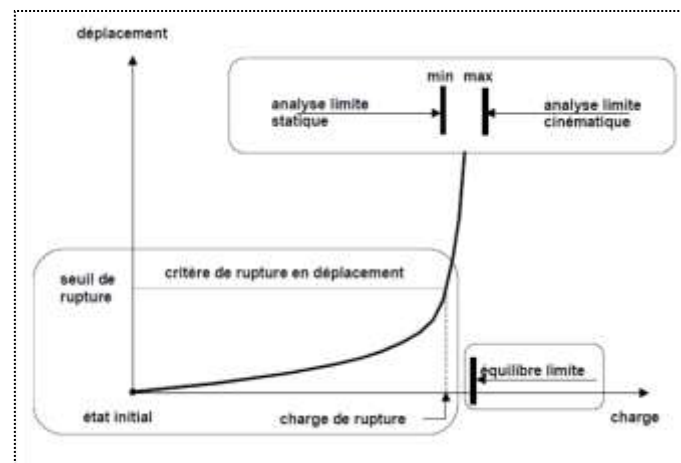 déplacement
min max
analyse limite
statique
analyse limite
cinématique
seuil de
rupture
critère de rupture en déplacement
équilibre limite
état initial
charge de rupture
charge